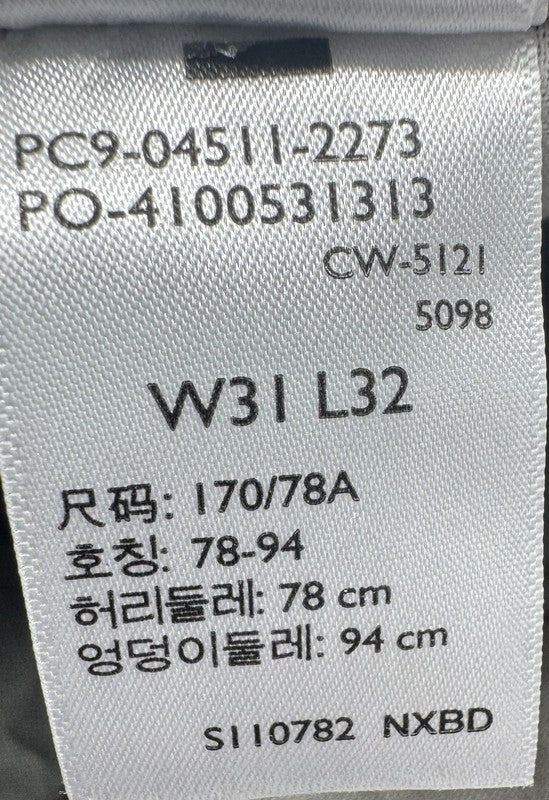 PC9-04511-2273
PO-4100531313
CW-5121
5098
W31 L32
尺码: 170/78A
호칭: 78-94
허리둘레: 78 cm
엉덩이둘레: 94 cm
S110782 NXBD